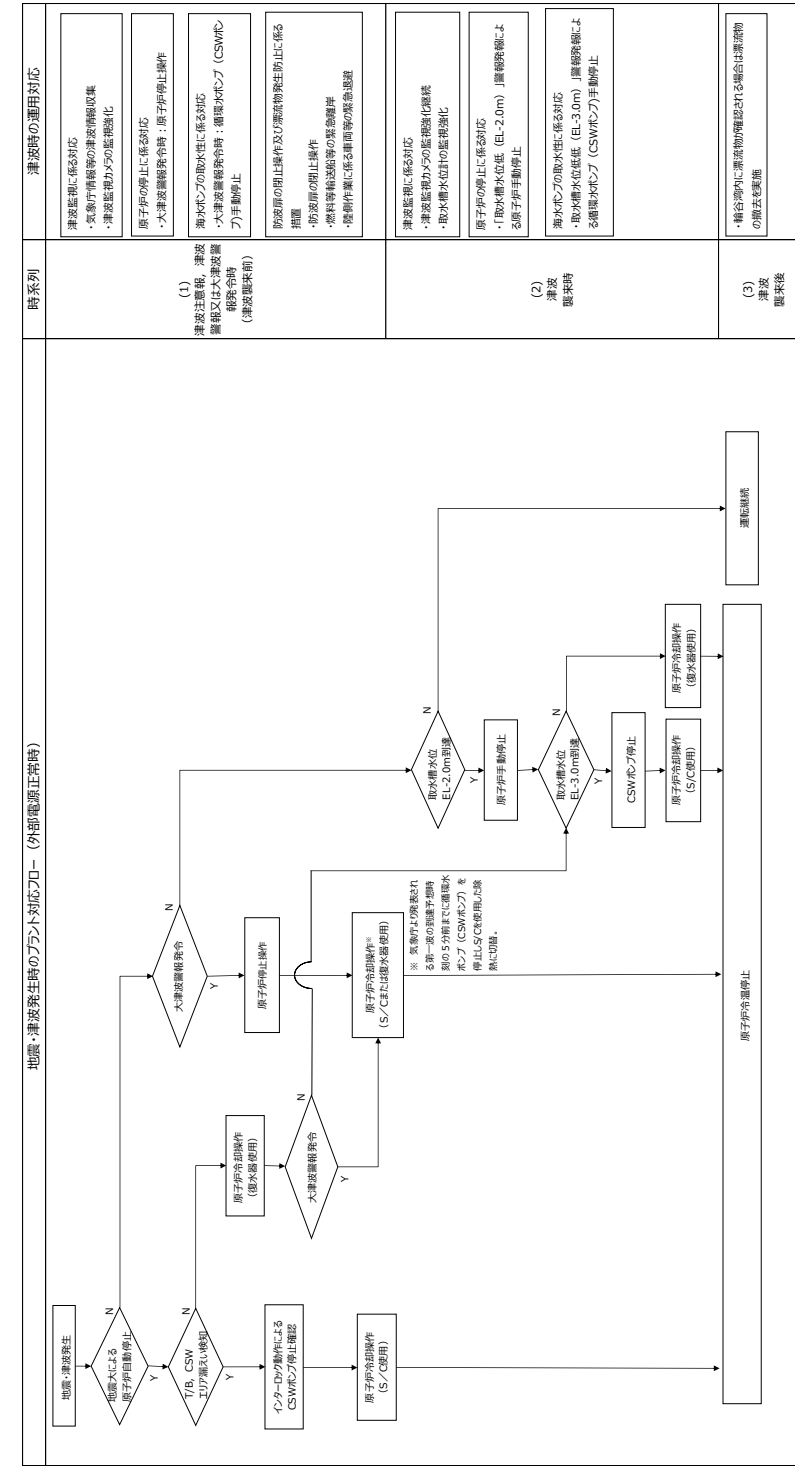 地震・津波発生時のプラント対応フロー（外部電源正常時）
時系列
津波時の運用対応
地震・津波発生
地震大による
原子炉自動停止
N
Y
T/B，CSW
エリア漏えい検知
N
Y
インターロック動作による
CSWポンプ停止確認
原子炉冷却操作
（S／C使用）
原子炉冷却操作
（復水器使用）
大津波警報発令
N
Y
大津波警報発令
N
Y
原子炉停止操作
原子炉冷却操作※
（S／Cまたは復水器使用）
※　気象庁より発表され
る第一波の到達予想時
刻の５分前までに循環水
ポンプ（CSWポンプ）を
停止しS/Cを使用した除
熱に切替。
取水槽水位
EL-2.0m到達
N
Y
原子炉手動停止
取水槽水位
EL-3.0m到達
N
Y
CSWポンプ停止
原子炉冷却操作
（S/C使用）
原子炉冷却操作
（復水器使用）
運転継続
原子炉冷温停止
(1)
津波注意報，津波
警報又は大津波警
報発令時
（津波襲来前）
津波監視に係る対応
・気象庁情報等の津波情報収集
・津波監視カメラの監視強化
原子炉の停止に係る対応
・大津波警報発令時：原子炉停止操作
海水ポンプの取水性に係る対応
・大津波警報発令時：循環水ポンプ（CSWポン
プ）手動停止
防波扉の閉止操作及び漂流物発生防止に係る
措置
・防波扉の閉止操作
・燃料等輸送船等の緊急離岸
・陸側作業に係る車両等の緊急退避
(2)
津波
襲来時
津波監視に係る対応
・津波監視カメラの監視強化継続
・取水槽水位計の監視強化
原子炉の停止に係る対応
・「取水槽水位低（EL-2.0m）」警報発報によ
る原子炉手動停止
海水ポンプの取水性に係る対応
・取水槽水位低低（EL-3.0m）」警報発報によ
る循環水ポンプ（CSWポンプ）手動停止
(3)
津波
襲来後
・輪谷湾内に漂流物が確認される場合は漂流物
の撤去を実施